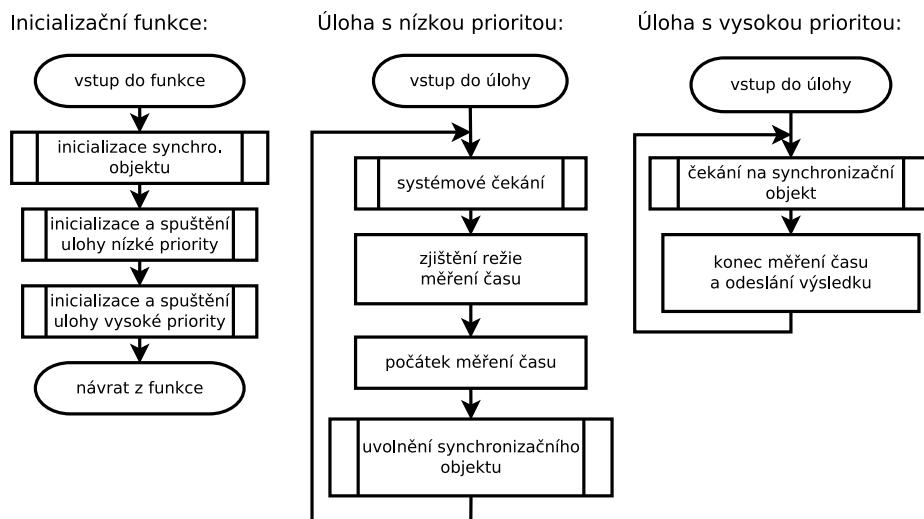 Inicializační funkce:
vstup do funkce
inicializace synchro.
objektu
inicializace a spuštění
ulohy nízké priority
inicializace a spuštění
ulohy vysoké priority
návrat z funkce
Úloha s nízkou prioritou:
vstup do úlohy
systémové čekání
zjištění režie
měření času
počátek měření času
uvolnění synchronizačního
objektu
Úloha s vysokou prioritou:
vstup do úlohy
čekání na synchronizační
objekt
konec měření času
a odeslání výsledku